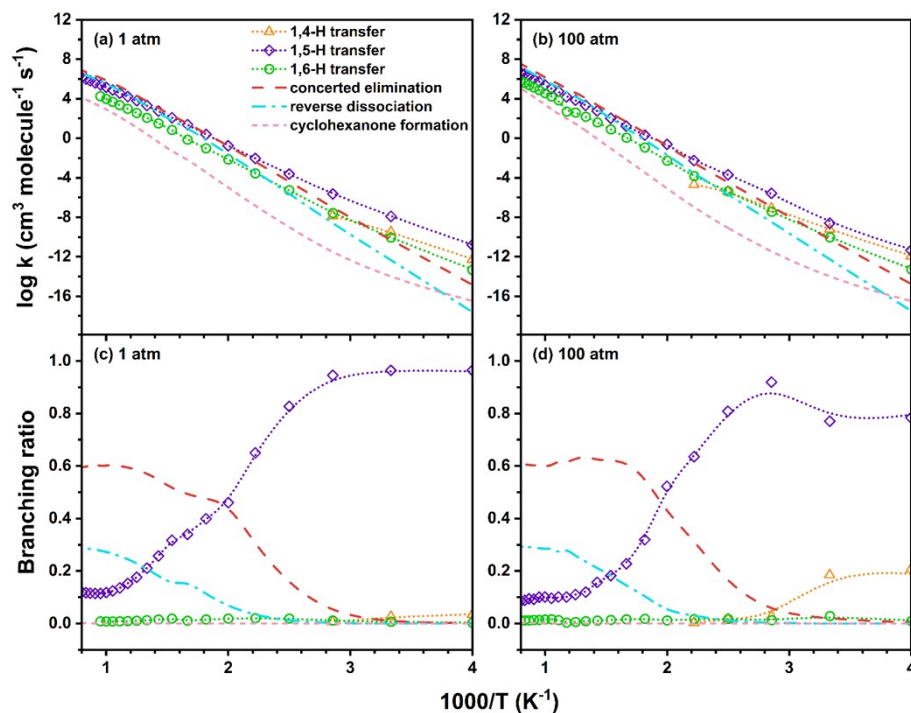 (a) 1 atm
1,4-H transfer
1,5-H transfer
1,6-H transfer
concerted elimination
reverse dissociation
cyclohexanone formation
(b) 100 atm
log k (cm³ molecule⁻¹ s⁻¹)
12
8
4
0
-4
-8
-12
-16
12
8
4
0
-4
-8
-12
-16
(c) 1 atm
(d) 100 atm
Branching ratio
1.0
0.8
0.6
0.4
0.2
0.0
1.0
0.8
0.6
0.4
0.2
0.0
1 2 3 4
1 2 3 4
1000/T (K⁻¹)